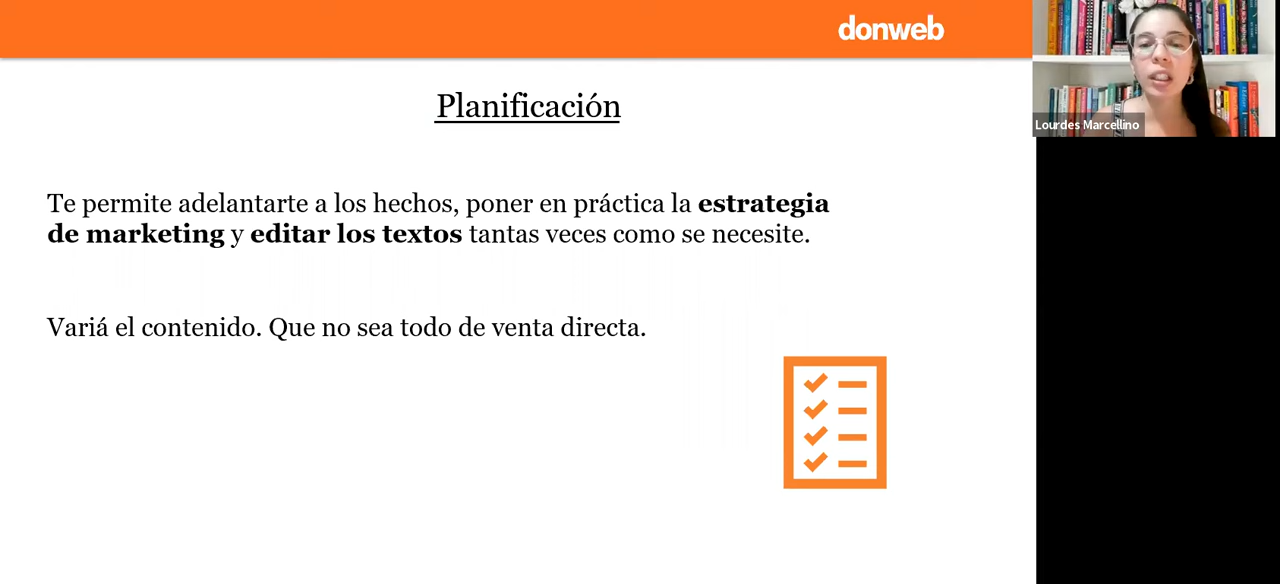 donweb
Lourdes Marcellino
Planificación
Te permite adelantarte a los hechos, poner en práctica la estrategia
de marketing y editar los textos tantas veces como se necesite.
Variá el contenido. Que no sea todo de venta directa.